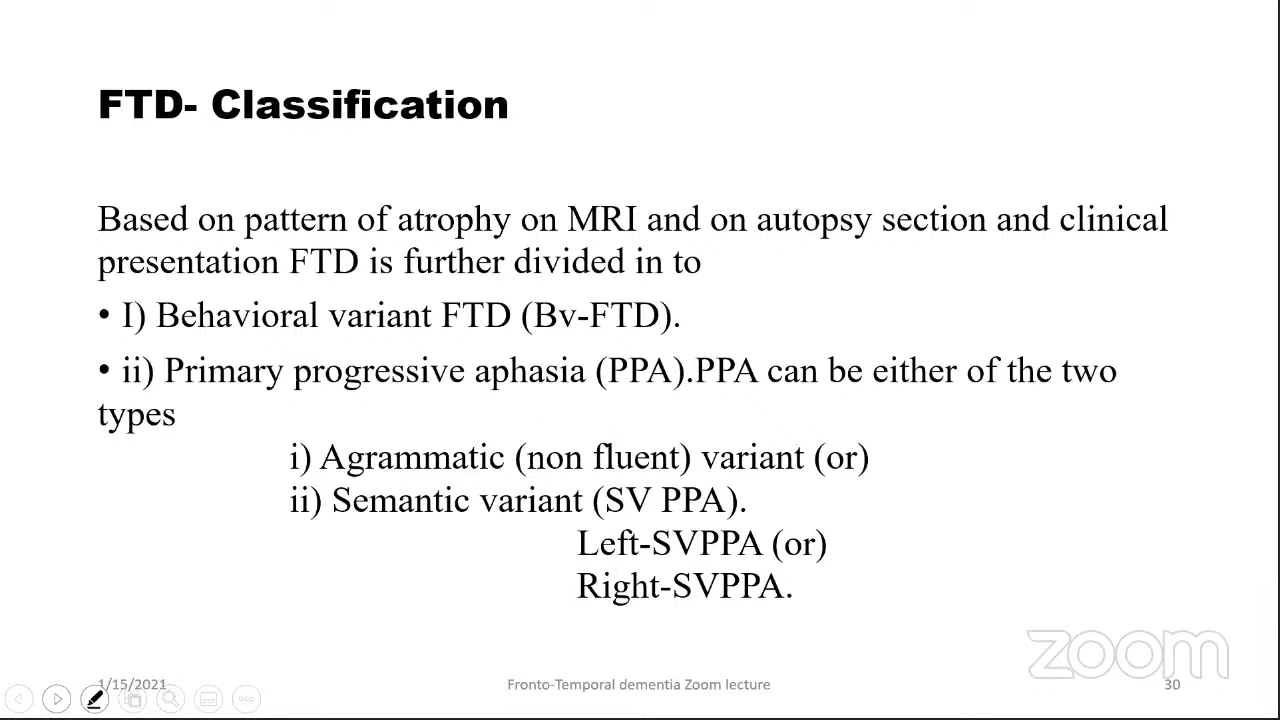 FTD- Classification
Based on pattern of atrophy on MRI and on autopsy section and clinical
presentation FTD is further divided in to
• I) Behavioral variant FTD (Bv-FTD).
• ii) Primary progressive aphasia (PPA).PPA can be either of the two
types
i) Agrammatic (non fluent) variant (or)
ii) Semantic variant (SV PPA).
Left-SVPPA (or)
Right-SVPPA.
zoom
1/15/2021
Fronto-Temporal dementia Zoom lecture
30